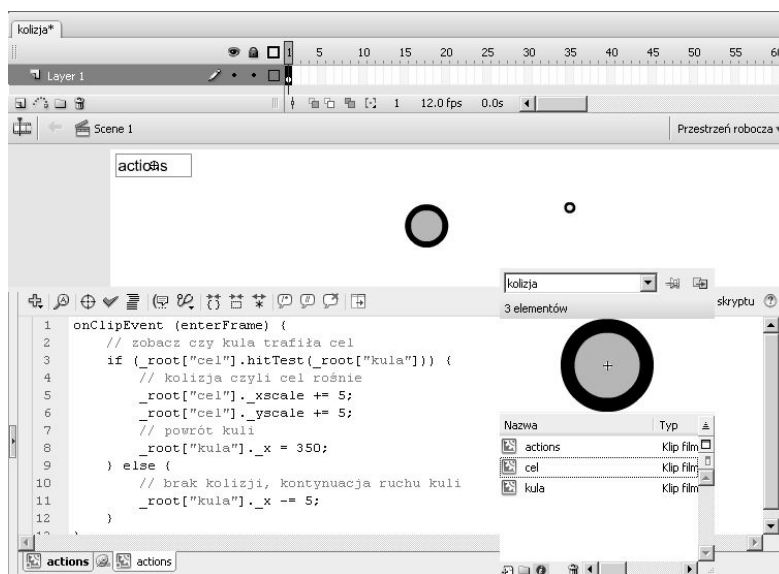 kolizja*
1 5 10 15 20 25 30 35 40 45 50 55 60
Layer 1
1 12.0 fps 0.0s
Scene 1 Przestrzeń robocza
actions
kolizja
skryptu
3 elementów
1 onClipEvent (enterFrame) {
2 // zobacz czy kula trafiła cel
3 if (_root["cel"].hitTest(_root["kula"])) {
4 // kolizja czyli cel rośnie
5 _root["cel"]._xscale += 5;
6 _root["cel"]._yscale += 5;
7 // powrót kuli
8 _root["kula"]._x = 350;
9 } else {
10 // brak kolizji, kontynuacja ruchu kuli
11 _root["kula"]._x -= 5;
12 }
Nazwa Typ
actions Klip film
cel Klip film
kula Klip film
actions actions